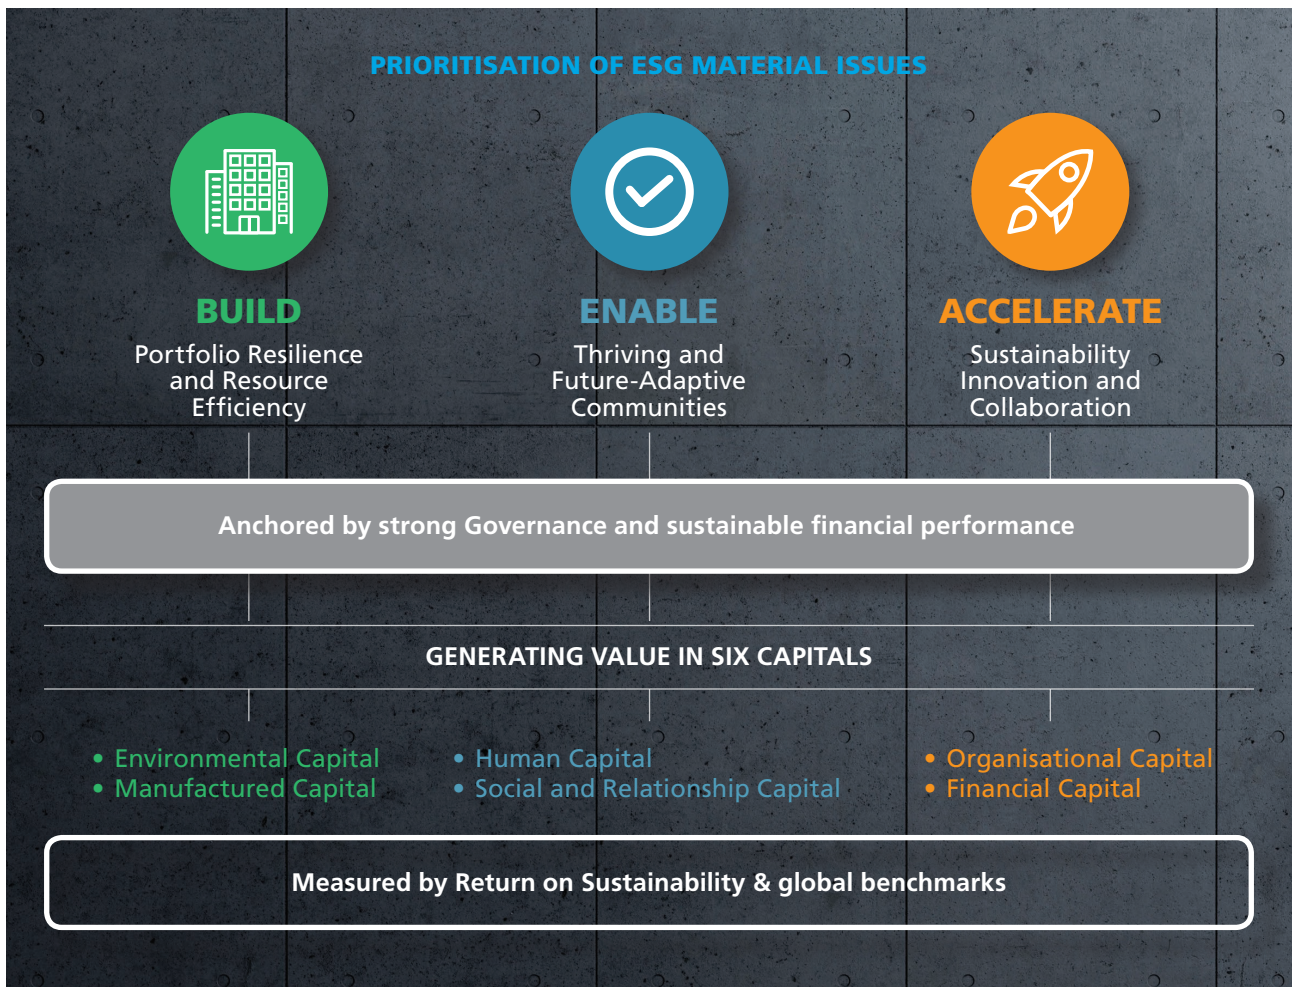 PRIORITISATION OF ESG MATERIAL ISSUES
BUILD
Portfolio Resilience
and Resource
Efficiency
ENABLE
Thriving and
Future-Adaptive
Communities
ACCELERATE
Sustainability
Innovation and
Collaboration
Anchored by strong Governance and sustainable financial performance
GENERATING VALUE IN SIX CAPITALS
• Environmental Capital
• Manufactured Capital
• Human Capital
• Social and Relationship Capital
• Organisational Capital
• Financial Capital
Measured by Return on Sustainability & global benchmarks